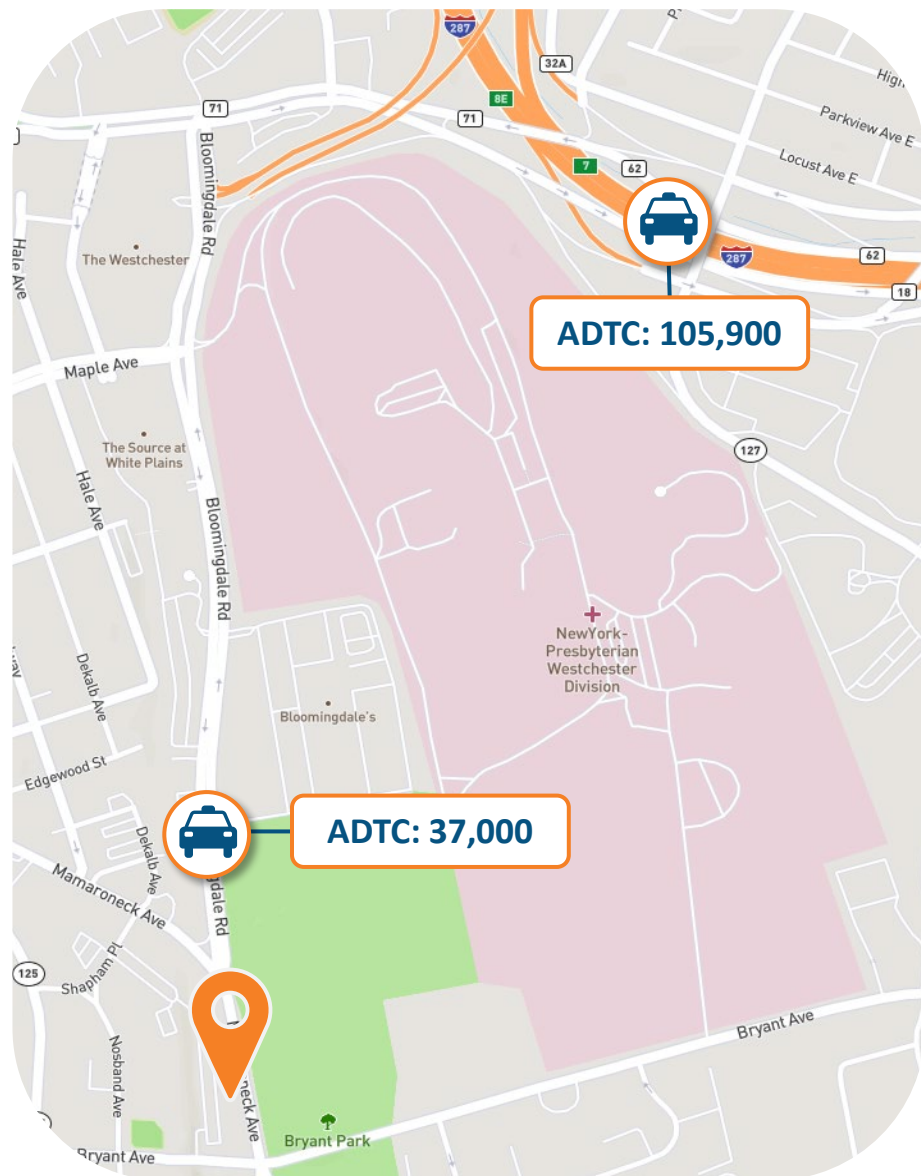 287
32A
High
8E
71
71
Parkview Ave E
7
62
Locust Ave E
Bloomingdale Rd
Hale Ave
The Westchester
287
62
18
ADTC: 105,900
Maple Ave
The Source at
White Plains
127
Hale Ave
Bloomingdale Rd
NewYork-
Presbyterian
Westchester
Division
Dekalb Ave
Bloomingdale's
Edgewood St
ADTC: 37,000
Dekalb Ave
Mamaroneck Ave
gdale Rd
125
Shapham Pl
Bryant Ave
Nosband Ave
neck Ave
Bryant Park
Bryant Ave